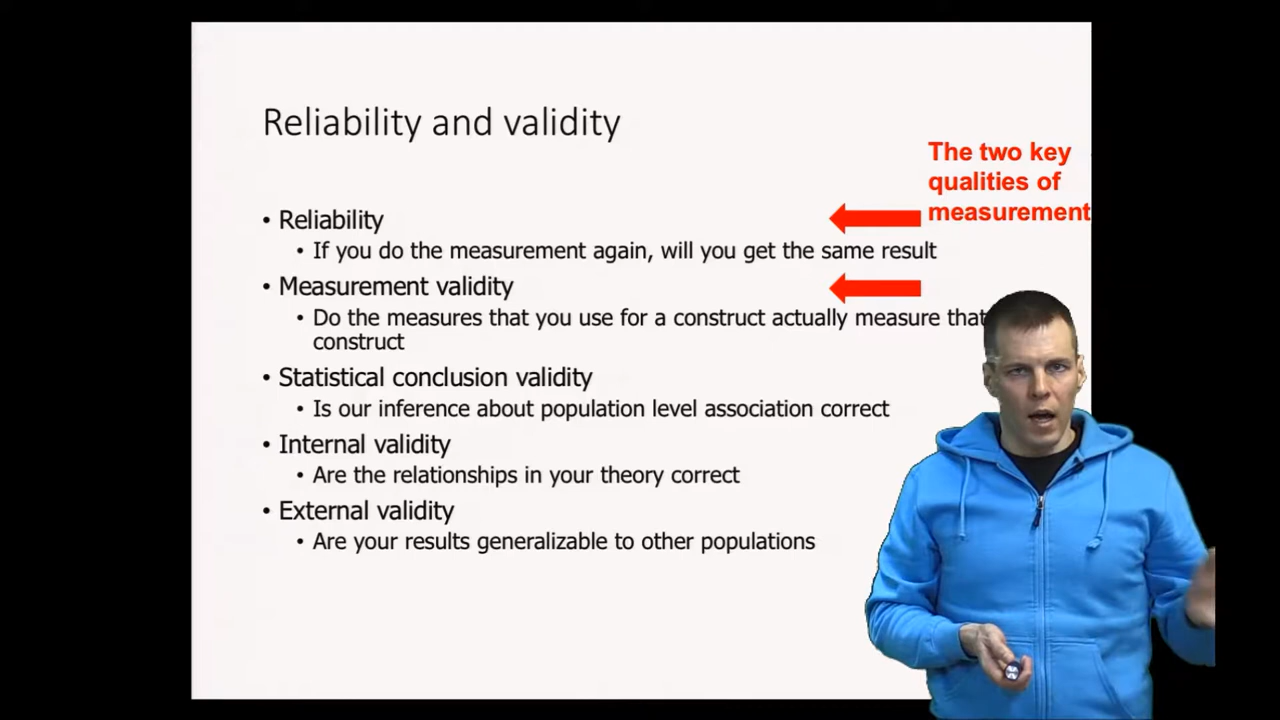 Reliability and validity
The two key
qualities of
measurement
• Reliability
• If you do the measurement again, will you get the same result
• Measurement validity
• Do the measures that you use for a construct actually measure that
construct
• Statistical conclusion validity
• Is our inference about population level association correct
• Internal validity
• Are the relationships in your theory correct
• External validity
• Are your results generalizable to other populations